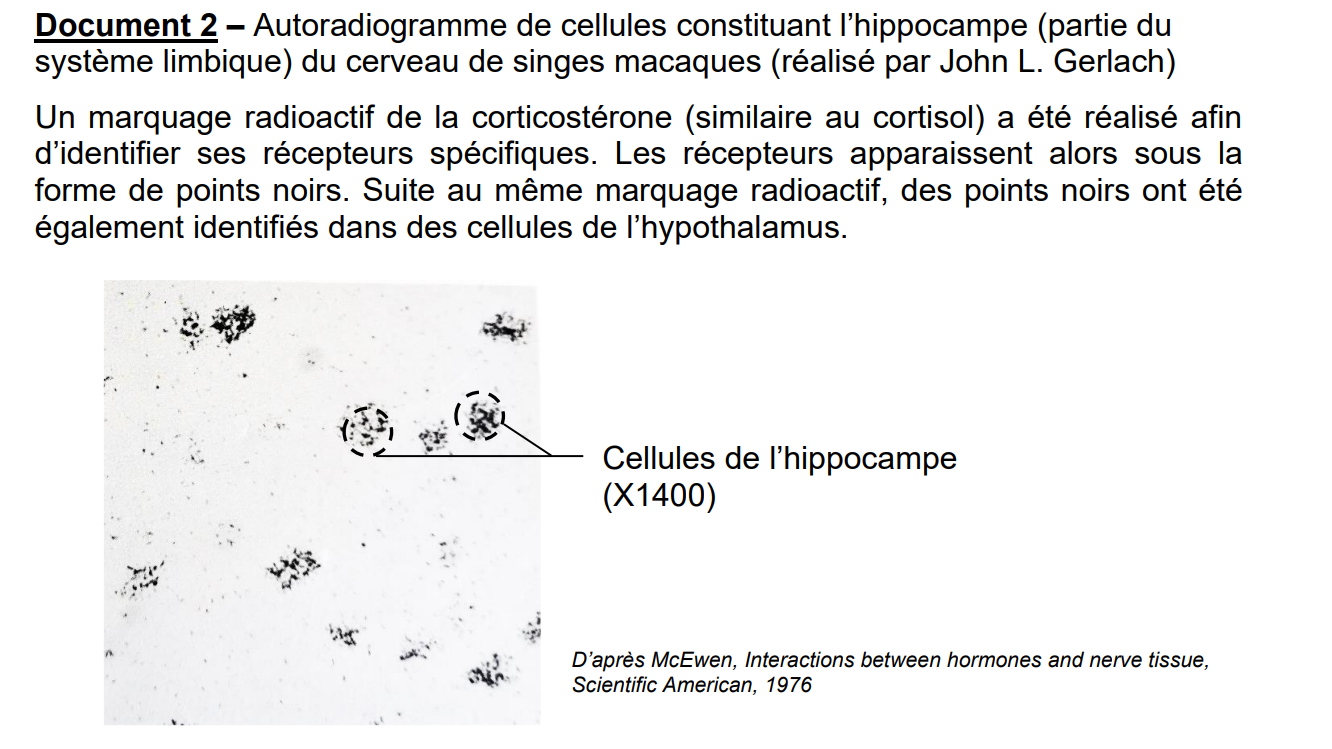 Document 2 – Autoradiogramme de cellules constituant l’hippocampe (partie du
système limbique) du cerveau de singes macaques (réalisé par John L. Gerlach)
Un marquage radioactif de la corticostérone (similaire au cortisol) a été réalisé afin
d’identifier ses récepteurs spécifiques. Les récepteurs apparaissent alors sous la
forme de points noirs. Suite au même marquage radioactif, des points noirs ont été
également identifiés dans des cellules de l’hypothalamus.
Cellules de l’hippocampe
(X1400)
D’après McEwen, Interactions between hormones and nerve tissue,
Scientific American, 1976